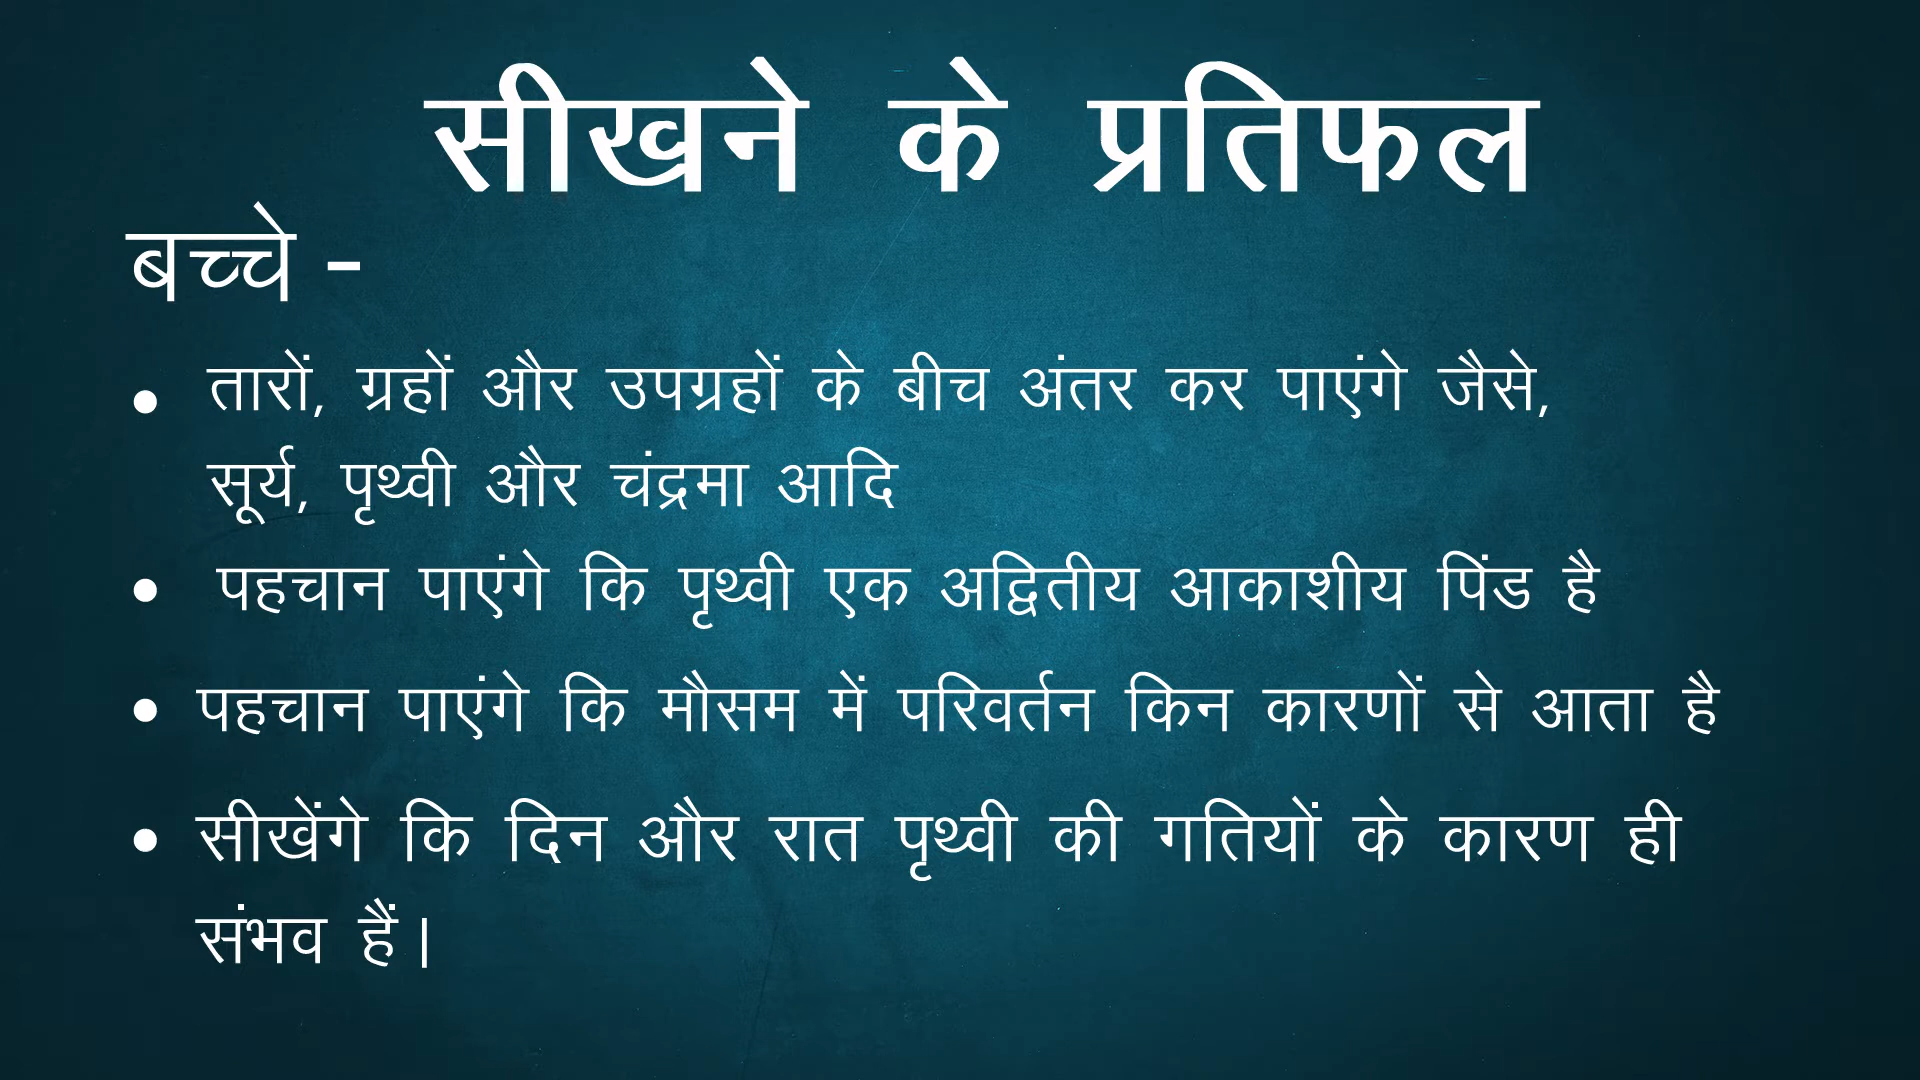 सीखने के प्रतिफल
बच्चे -
• तारों, ग्रहों और उपग्रहों के बीच अंतर कर पाएंगे जैसे,
सूर्य, पृथ्वी और चंद्रमा आदि
• पहचान पाएंगे कि पृथ्वी एक अद्वितीय आकाशीय पिंड है
• पहचान पाएंगे कि मौसम में परिवर्तन किन कारणों से आता है
• सीखेंगे कि दिन और रात पृथ्वी की गतियों के कारण ही
संभव हैं।